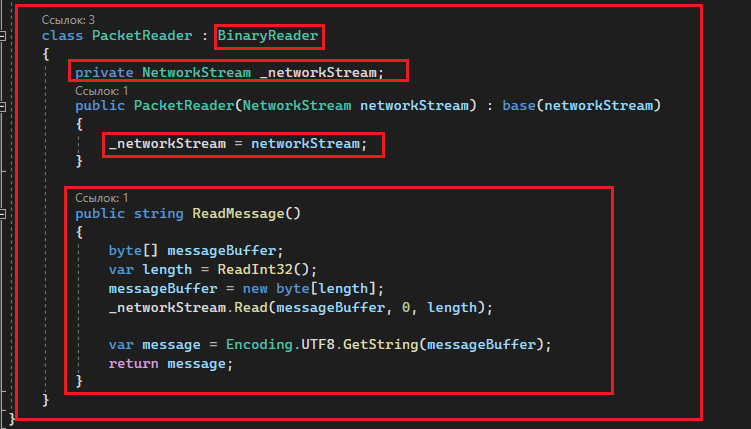 Ссылок: 3
class PacketReader : BinaryReader
{
private NetworkStream _networkStream;
Ссылок: 1
public PacketReader(NetworkStream networkStream) : base(networkStream)
{
_networkStream = networkStream;
}
Ссылок: 1
public string ReadMessage()
{
byte[] messageBuffer;
var length = ReadInt32();
messageBuffer = new byte[length];
_networkStream.Read(messageBuffer, 0, length);
var message = Encoding.UTF8.GetString(messageBuffer);
return message;
}
}
}